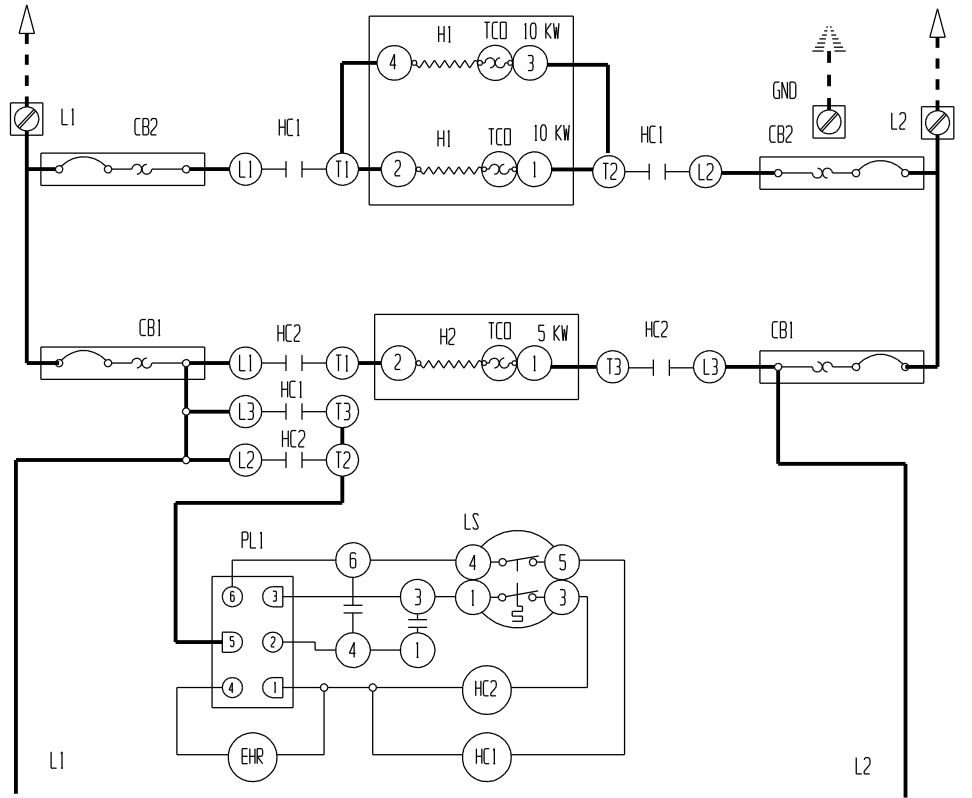 H1 TCO 10 KW
4 3
L1 CB2 HC1 H1 TCO 10 KW HC1 CB2 GND L2
L1 T1 2 1 T2 L2
CB1 HC2 H2 TCO 5 KW HC2 CB1
L1 T1 2 1 T3 L3
HC1
L3 T3
HC2
L2 T2
LS
PL1
6 4 5
6 3 3 1 3
5 2 4 1
4 1 HC2
EHR HC1
L1 L2